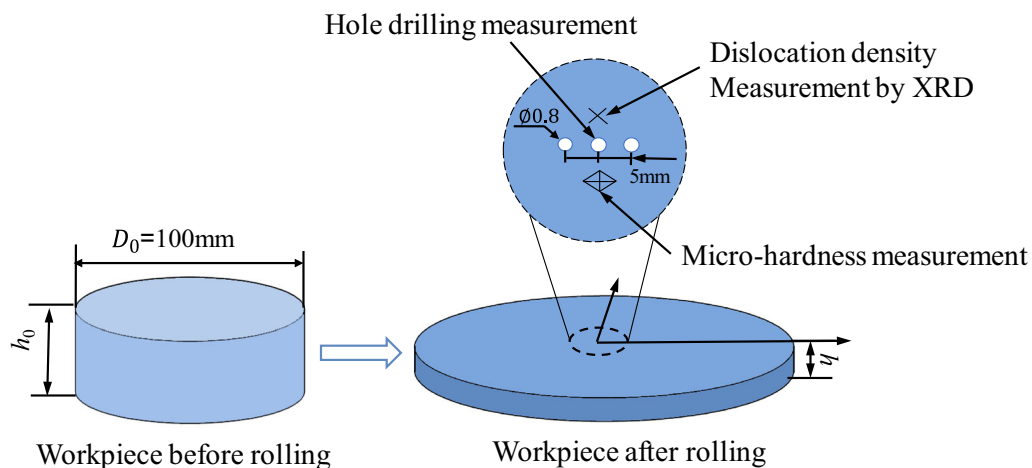 Hole drilling measurement
Dislocation density
Measurement by XRD
Ø0.8
5mm
D₀=100mm
Micro-hardness measurement
h₀
h
Workpiece before rolling
Workpiece after rolling